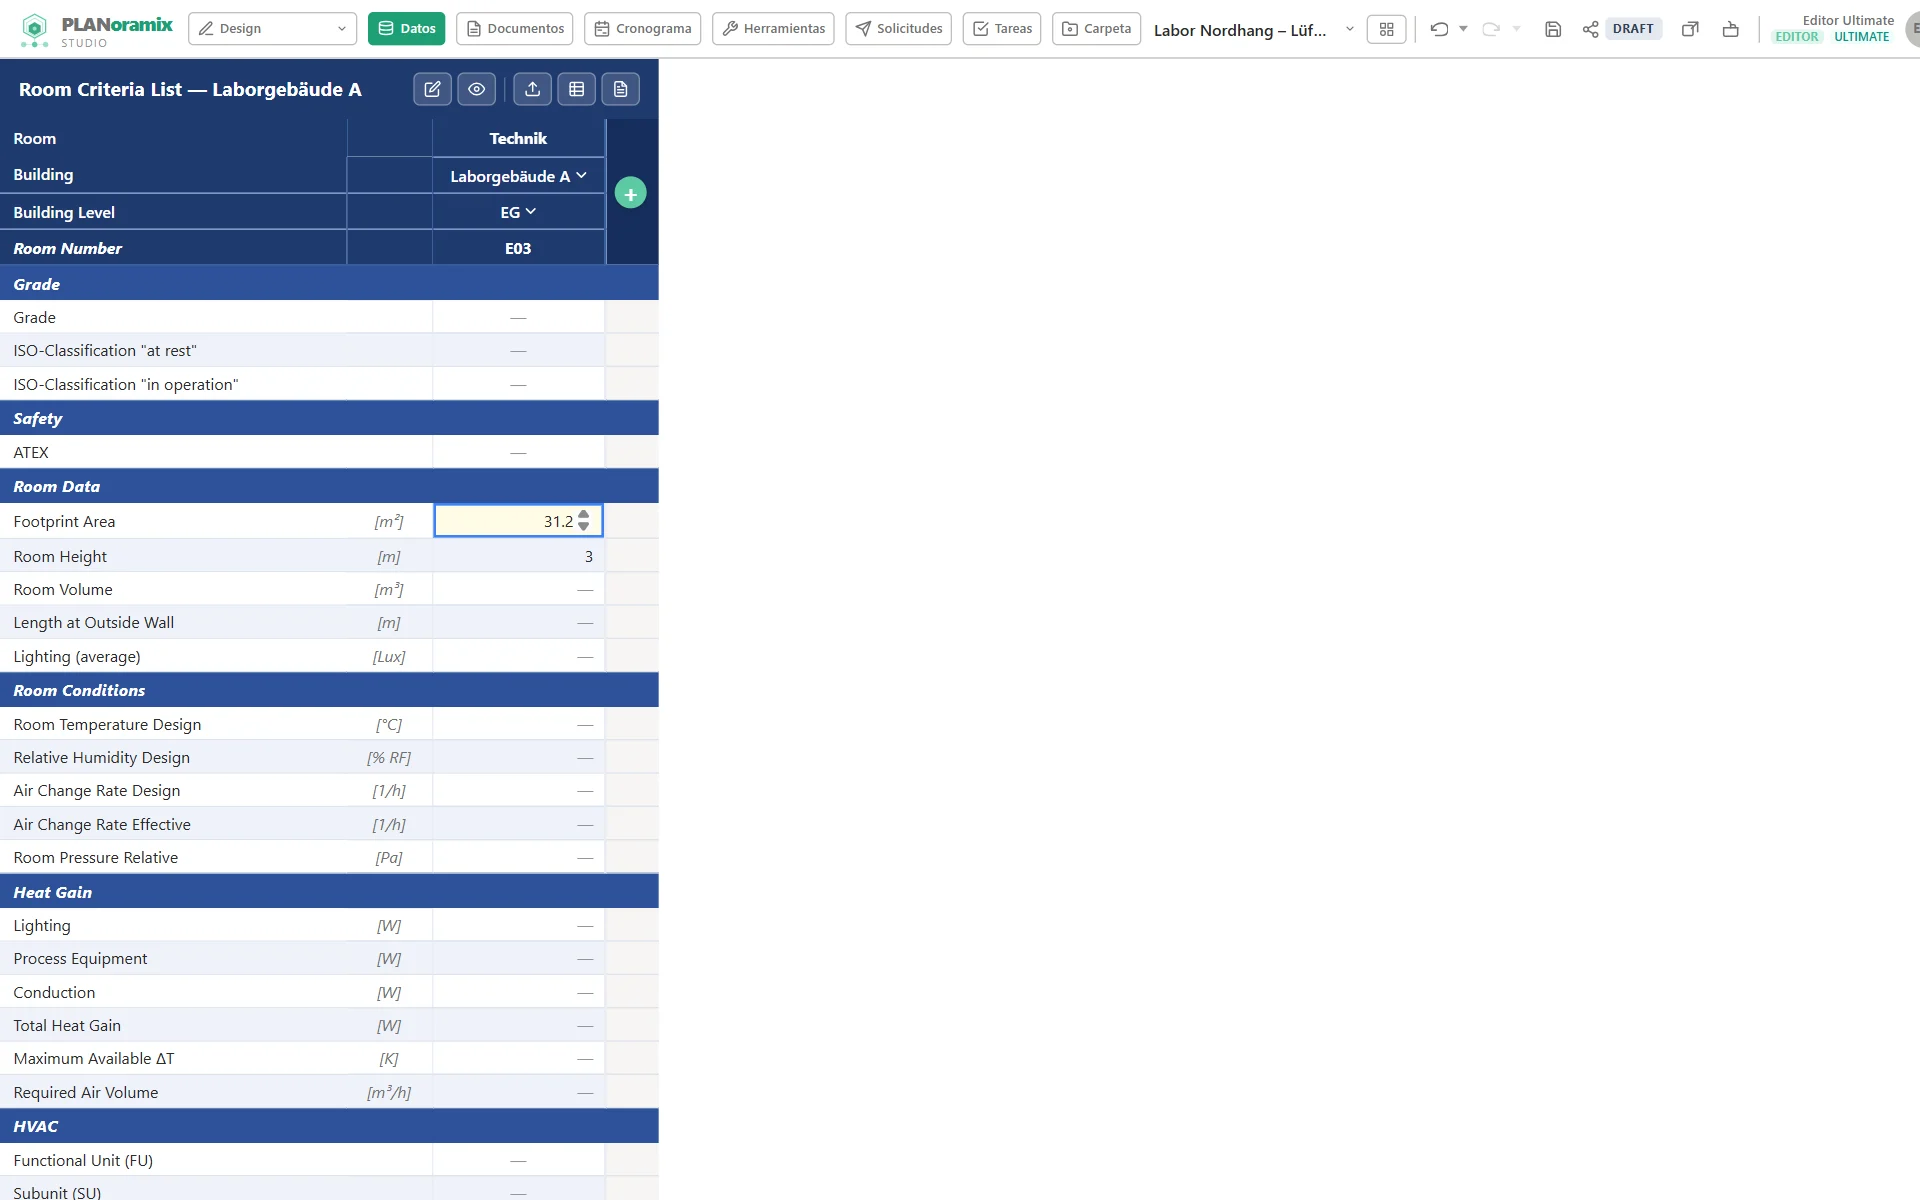 PLANoramix
STUDIO
Design
Datos
Documentos
Cronograma
Herramientas
Solicitudes
Tareas
Carpeta
Labor Nordhang – Lüf...
DRAFT
Editor Ultimate
EDITOR ULTIMATE
Room Criteria List — Laborgebäude A
Room Technik
Building Laborgebäude A
+
Building Level EG
Room Number E03
Grade
Grade —
ISO-Classification "at rest" —
ISO-Classification "in operation" —
Safety
ATEX —
Room Data
Footprint Area [m²] 31.2
Room Height [m] 3
Room Volume [m³] —
Length at Outside Wall [m] —
Lighting (average) [Lux] —
Room Conditions
Room Temperature Design [°C] —
Relative Humidity Design [% RF] —
Air Change Rate Design [1/h] —
Air Change Rate Effective [1/h] —
Room Pressure Relative [Pa] —
Heat Gain
Lighting [W] —
Process Equipment [W] —
Conduction [W] —
Total Heat Gain [W] —
Maximum Available ΔT [K] —
Required Air Volume [m³/h] —
HVAC
Functional Unit (FU) —
Subunit (SU) —